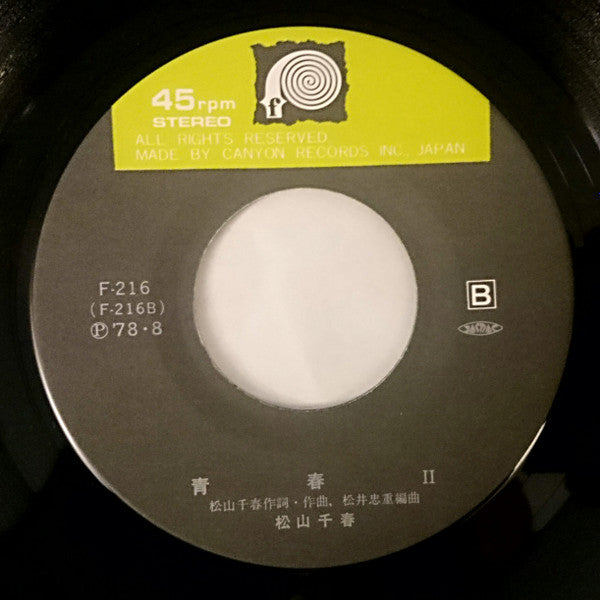 f
45rpm
STEREO
ALL RIGHTS RESERVED
MADE BY CANYON RECORDS INC., JAPAN
F-216
(F-216B)
Ⓟ78・8
B
青春 II
松山千春作詞・作曲、松井忠重編曲
松山千春